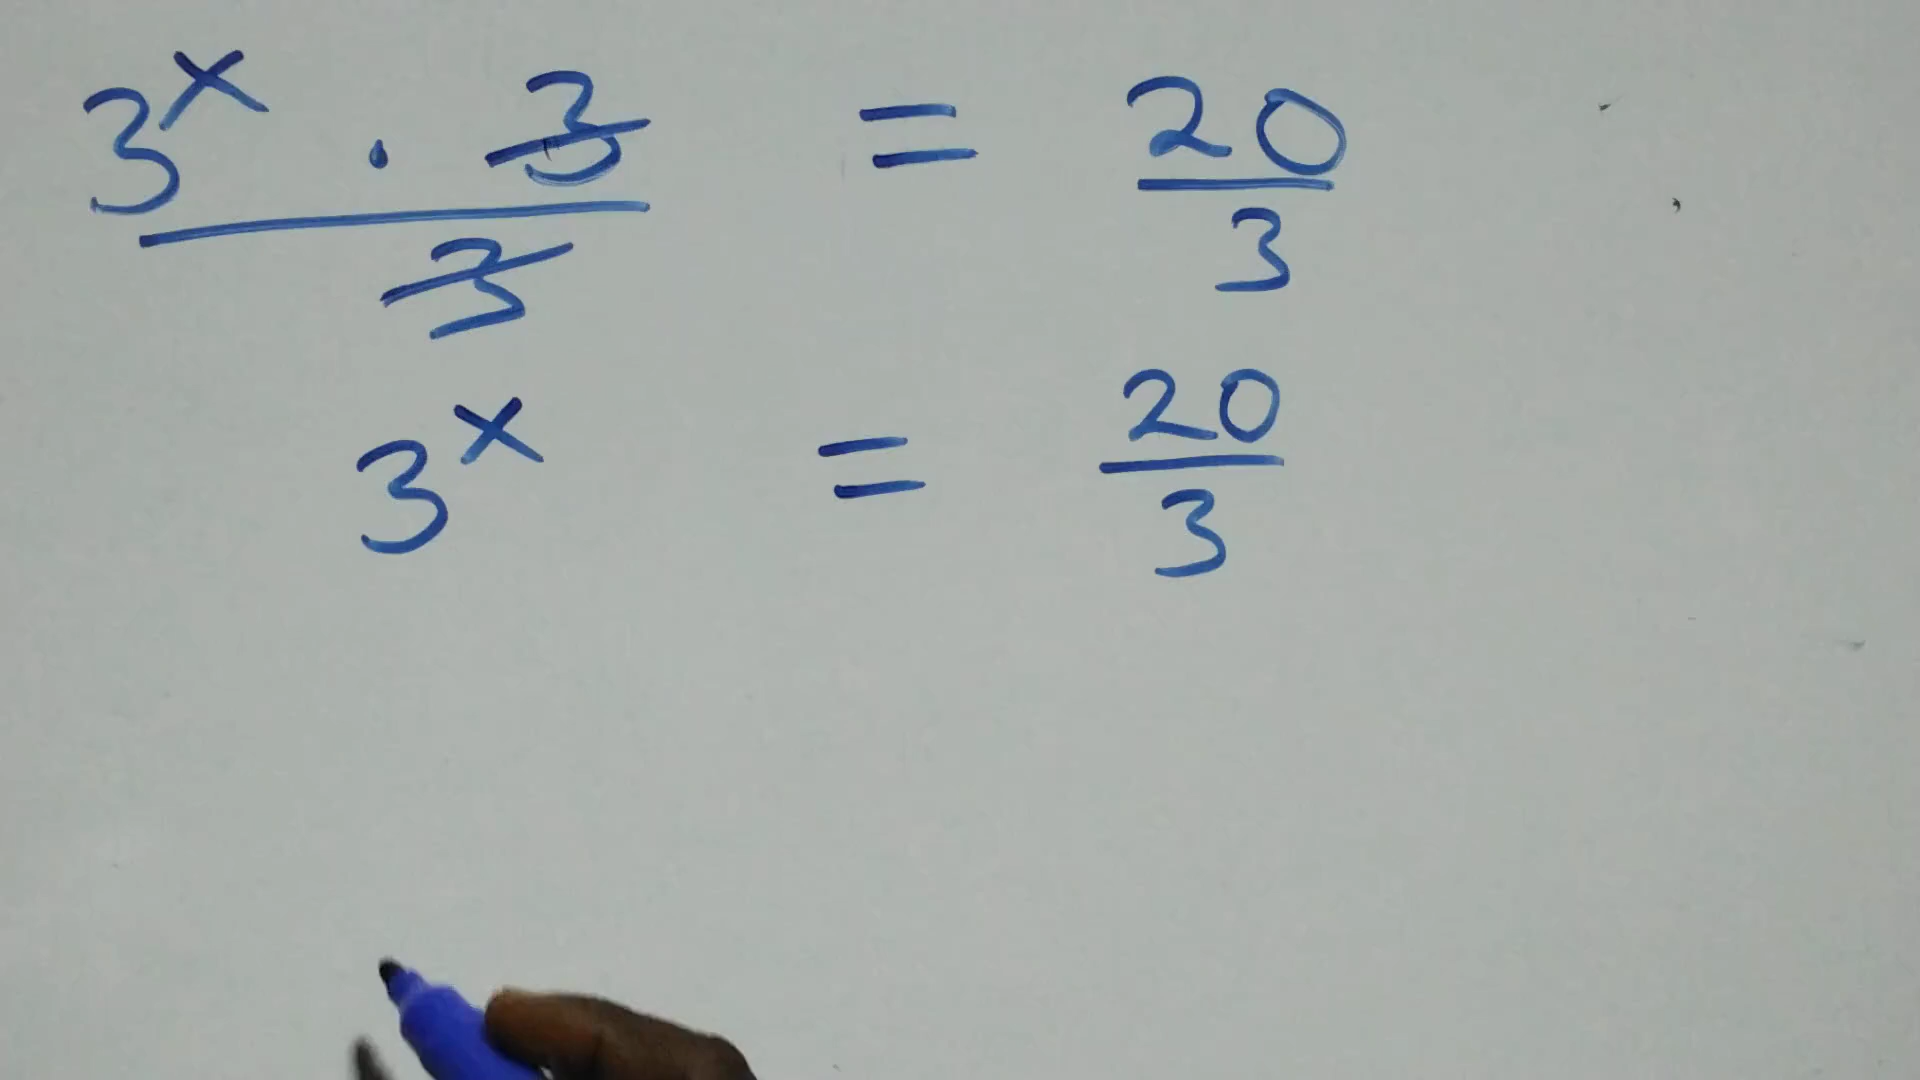 3^x · 3 / 3 = 20 / 3
3^x = 20 / 3